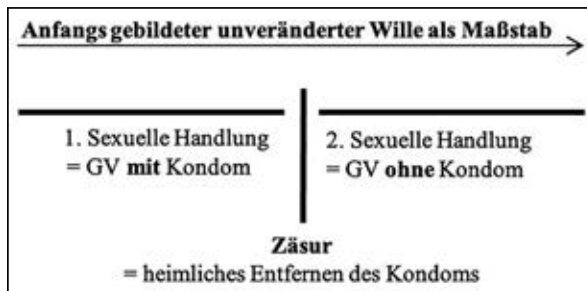 Anfangs gebildeter unveränderter Wille als Maßstab
1. Sexuelle Handlung
= GV mit Kondom
2. Sexuelle Handlung
= GV ohne Kondom
Zäsur
= heimliches Entfernen des Kondoms